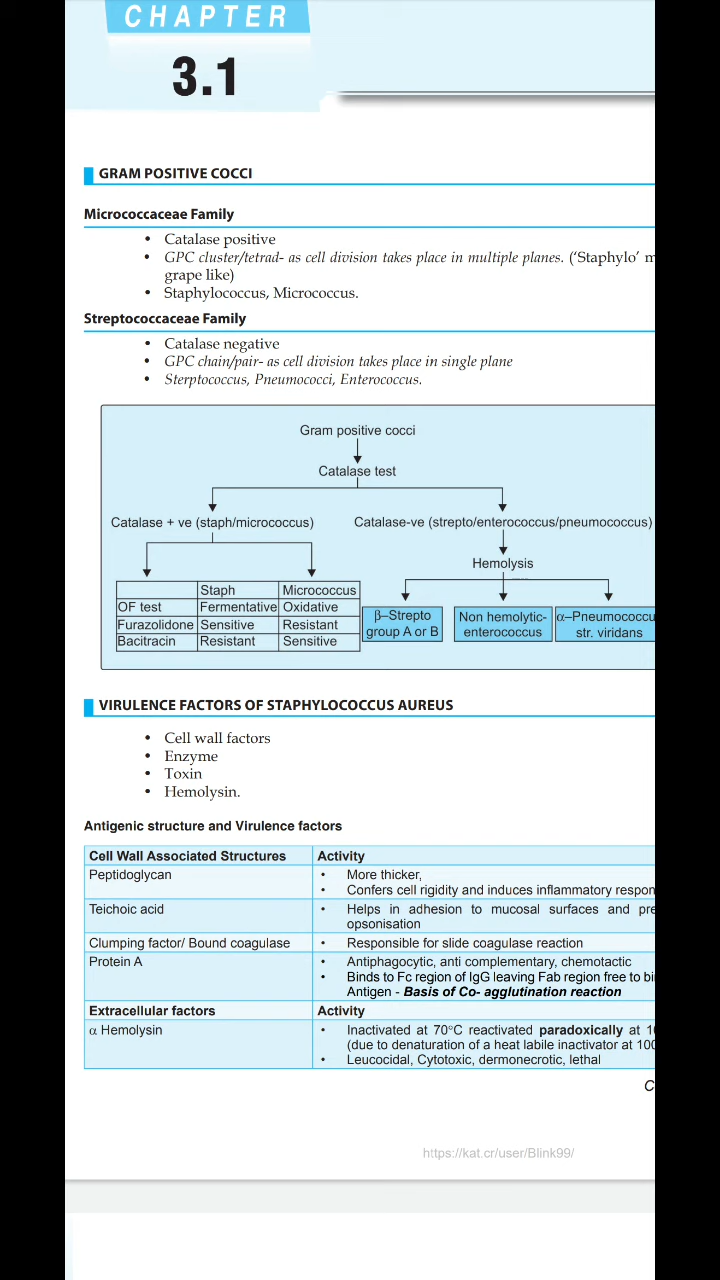 CHAPTER
3.1
GRAM POSITIVE COCCI
Micrococcaceae Family
• Catalase positive
• GPC cluster/tetrad- as cell division takes place in multiple planes. (‘Staphylo’ m
grape like)
• Staphylococcus, Micrococcus.
Streptococcaceae Family
• Catalase negative
• GPC chain/pair- as cell division takes place in single plane
• Sterptococcus, Pneumococci, Enterococcus.
Gram positive cocci
Catalase test
Catalase + ve (staph/micrococcus) Catalase-ve (strepto/enterococcus/pneumococcus)
Hemolysis
Staph Micrococcus
OF test Fermentative Oxidative
Furazolidone Sensitive Resistant
Bacitracin Resistant Sensitive
β–Strepto
group A or B
Non hemolytic-
enterococcus
α–Pneumococcu
str. viridans
VIRULENCE FACTORS OF STAPHYLOCOCCUS AUREUS
• Cell wall factors
• Enzyme
• Toxin
• Hemolysin.
Antigenic structure and Virulence factors
Cell Wall Associated Structures Activity
Peptidoglycan • More thicker,
• Confers cell rigidity and induces inflammatory respon
Teichoic acid • Helps in adhesion to mucosal surfaces and pre
opsonisation
Clumping factor/ Bound coagulase • Responsible for slide coagulase reaction
Protein A • Antiphagocytic, anti complementary, chemotactic
• Binds to Fc region of IgG leaving Fab region free to bi
Antigen - Basis of Co- agglutination reaction
Extracellular factors Activity
α Hemolysin • Inactivated at 70°C reactivated paradoxically at 10
(due to denaturation of a heat labile inactivator at 100
• Leucocidal, Cytotoxic, dermonecrotic, lethal
C
https://kat.cr/user/Blink99/